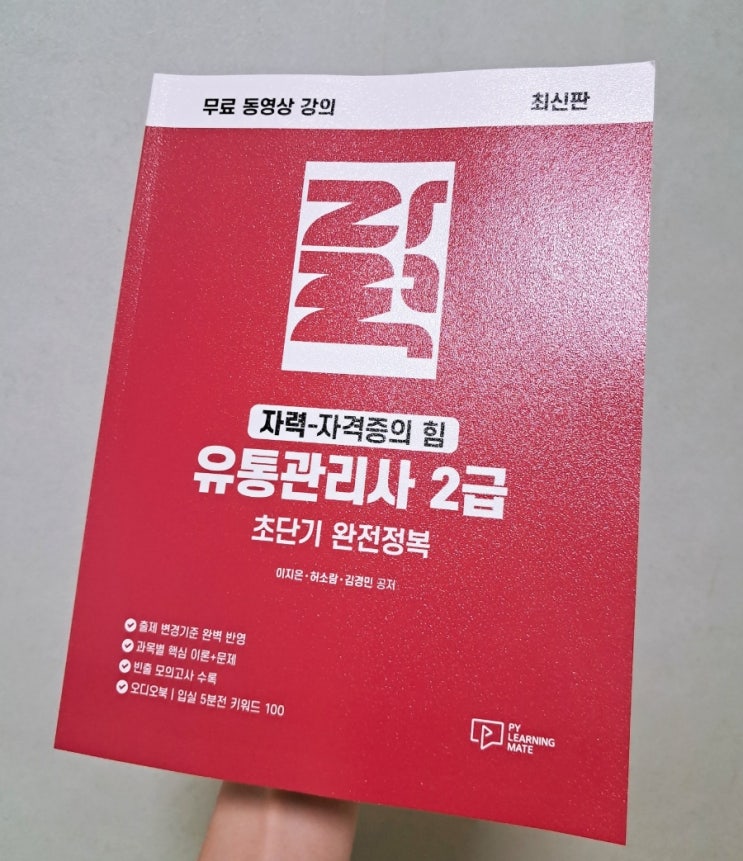 무료 동영상 강의
최신판
자력
자력-자격증의 힘
유통관리사 2급
초단기 완전정복
이지은·허소람·김경민 공저
출제 변경기준 완벽 반영
과목별 핵심 이론+문제
빈출 모의고사 수록
오디오북 | 입실 5분전 키워드 100
PY
LEARNING
MATE